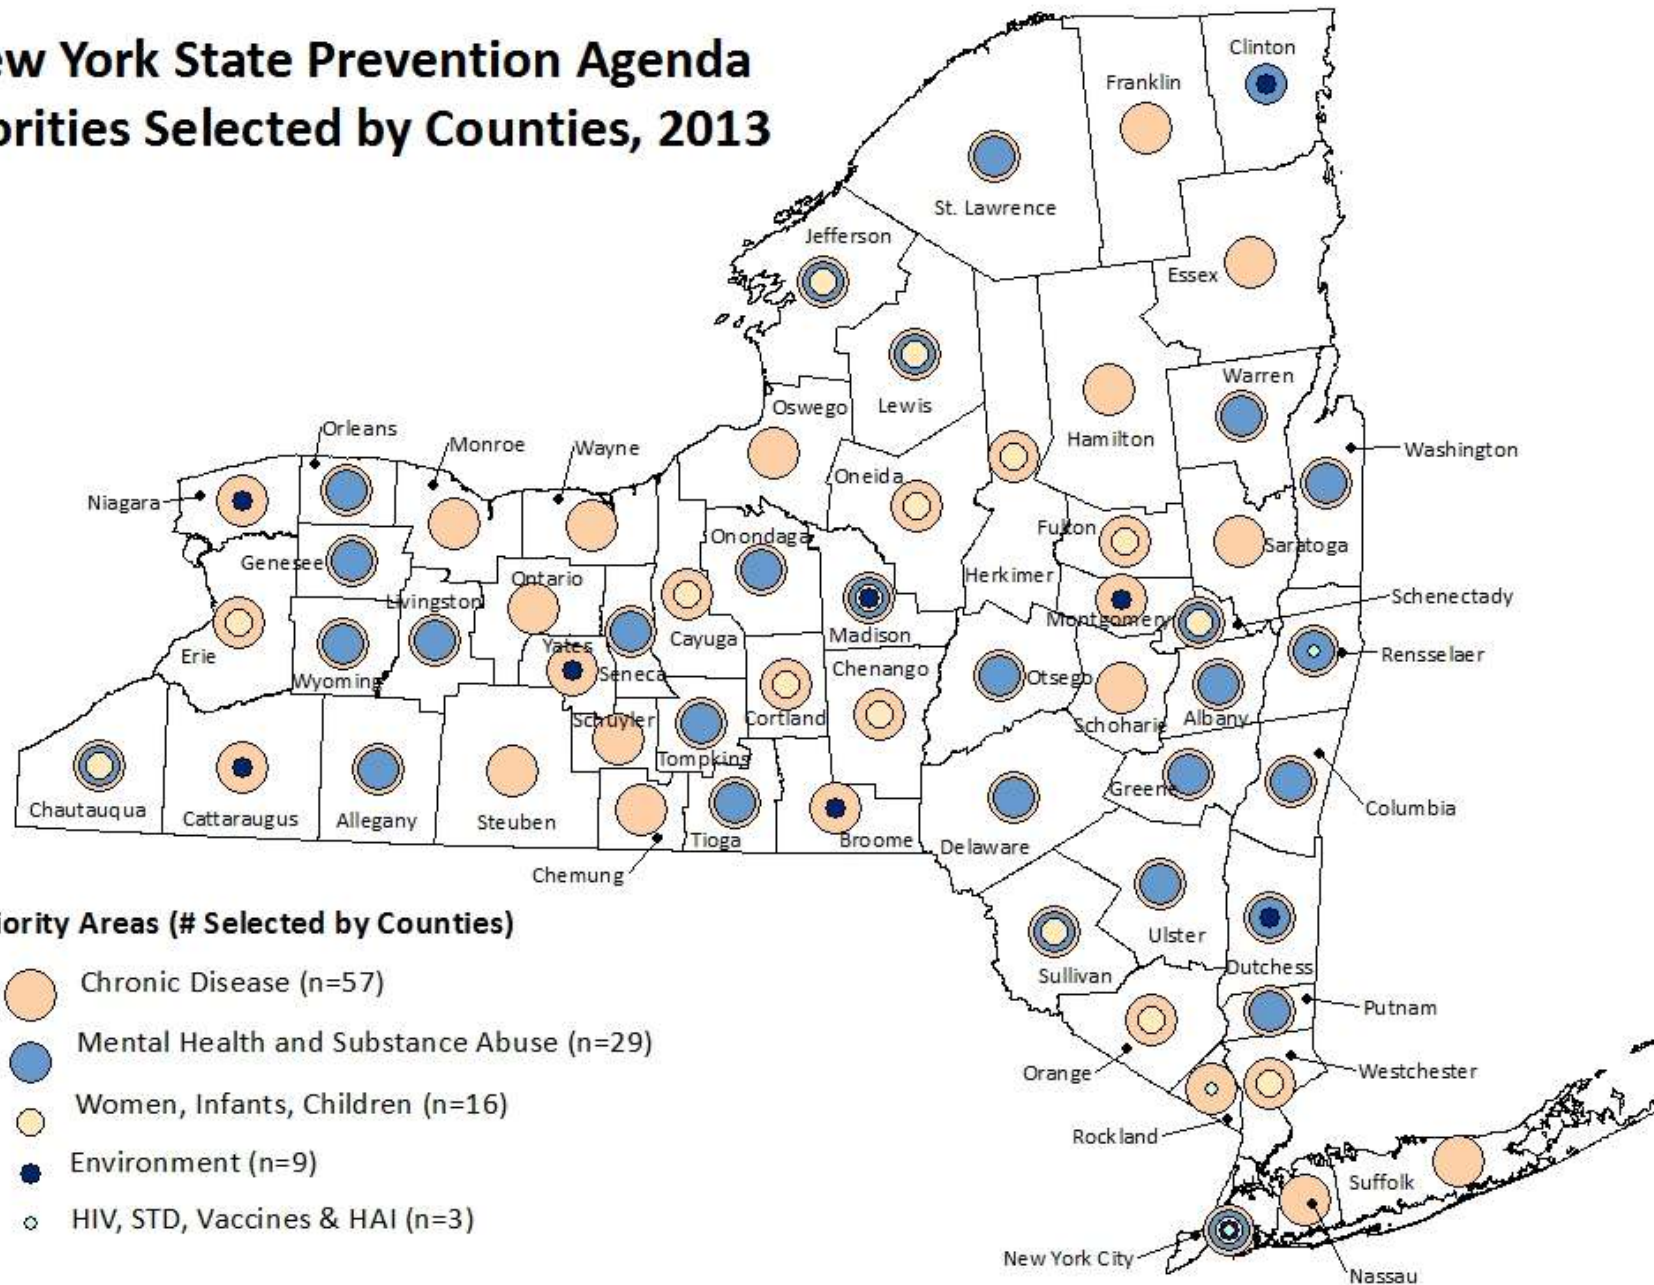 ew York State Prevention Agenda
orities Selected by Counties, 2013
Clinton
Franklin
St. Lawrence
Jefferson
Essex
Warren
Oswego
Lewis
Hamilton
Orleans
Monroe
Wayne
Washington
Niagara
Oneida
Fulton
Onondaga
Saratoga
Genesee
Ontario
Herkimer
Livingston
Schenectady
Montgomery
Cayuga
Madison
Yates
Erie
Rensselaer
Chenango
Seneca
Otsego
Wyoming
Schuyler
Cortland
Schoharie
Albany
Tompkins
Greene
Chautauqua
Cattaraugus
Allegany
Steuben
Columbia
Tioga
Broome
Delaware
Chemung
iority Areas (# Selected by Counties)
Ulster
Dutchess
Sullivan
Chronic Disease (n=57)
Putnam
Mental Health and Substance Abuse (n=29)
Orange
Westchester
Women, Infants, Children (n=16)
Rockland
Environment (n=9)
Suffolk
HIV, STD, Vaccines & HAI (n=3)
New York City
Nassau